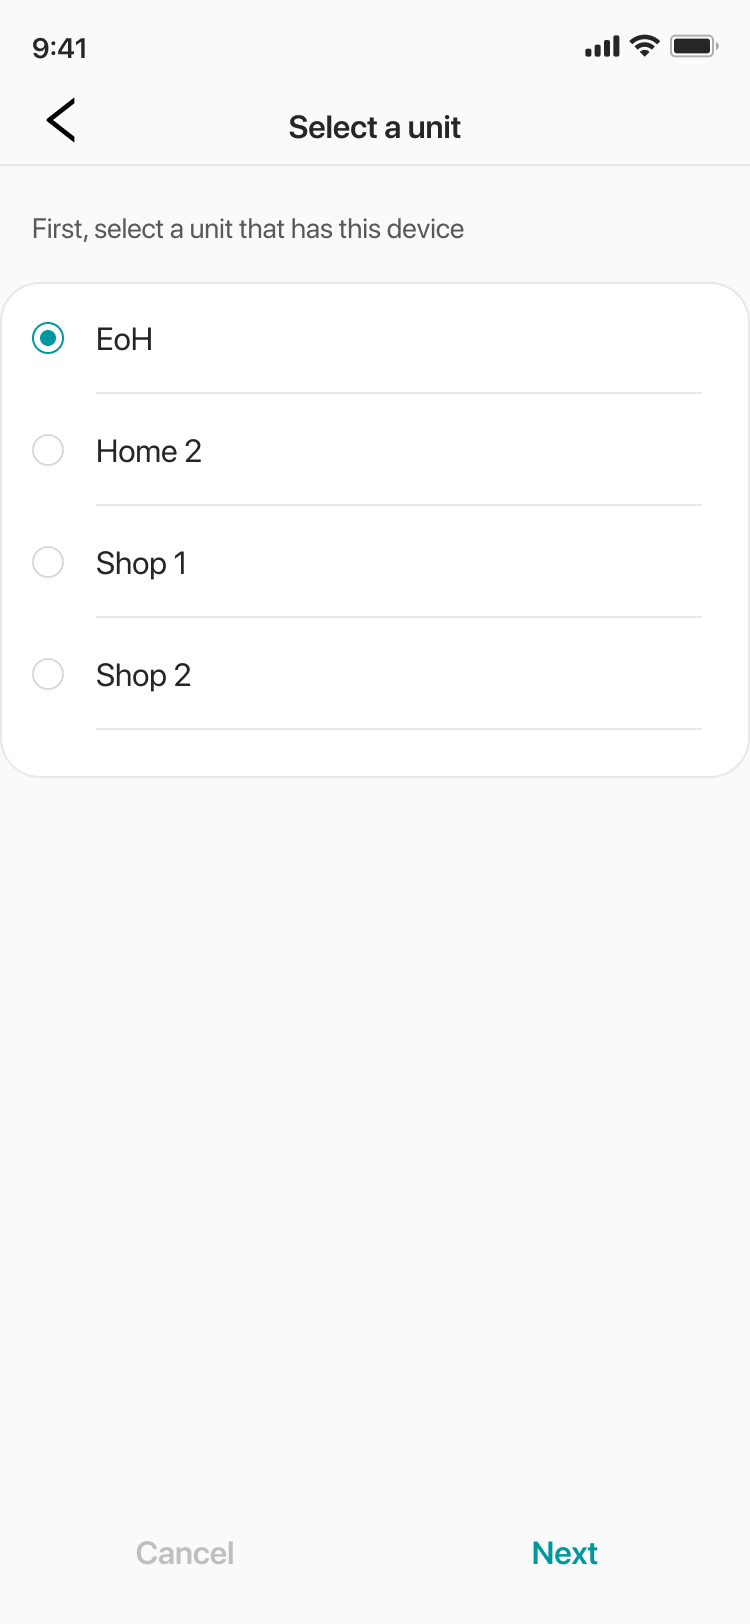 9:41
Select a unit
First, select a unit that has this device
EoH
Home 2
Shop 1
Shop 2
Cancel
Next